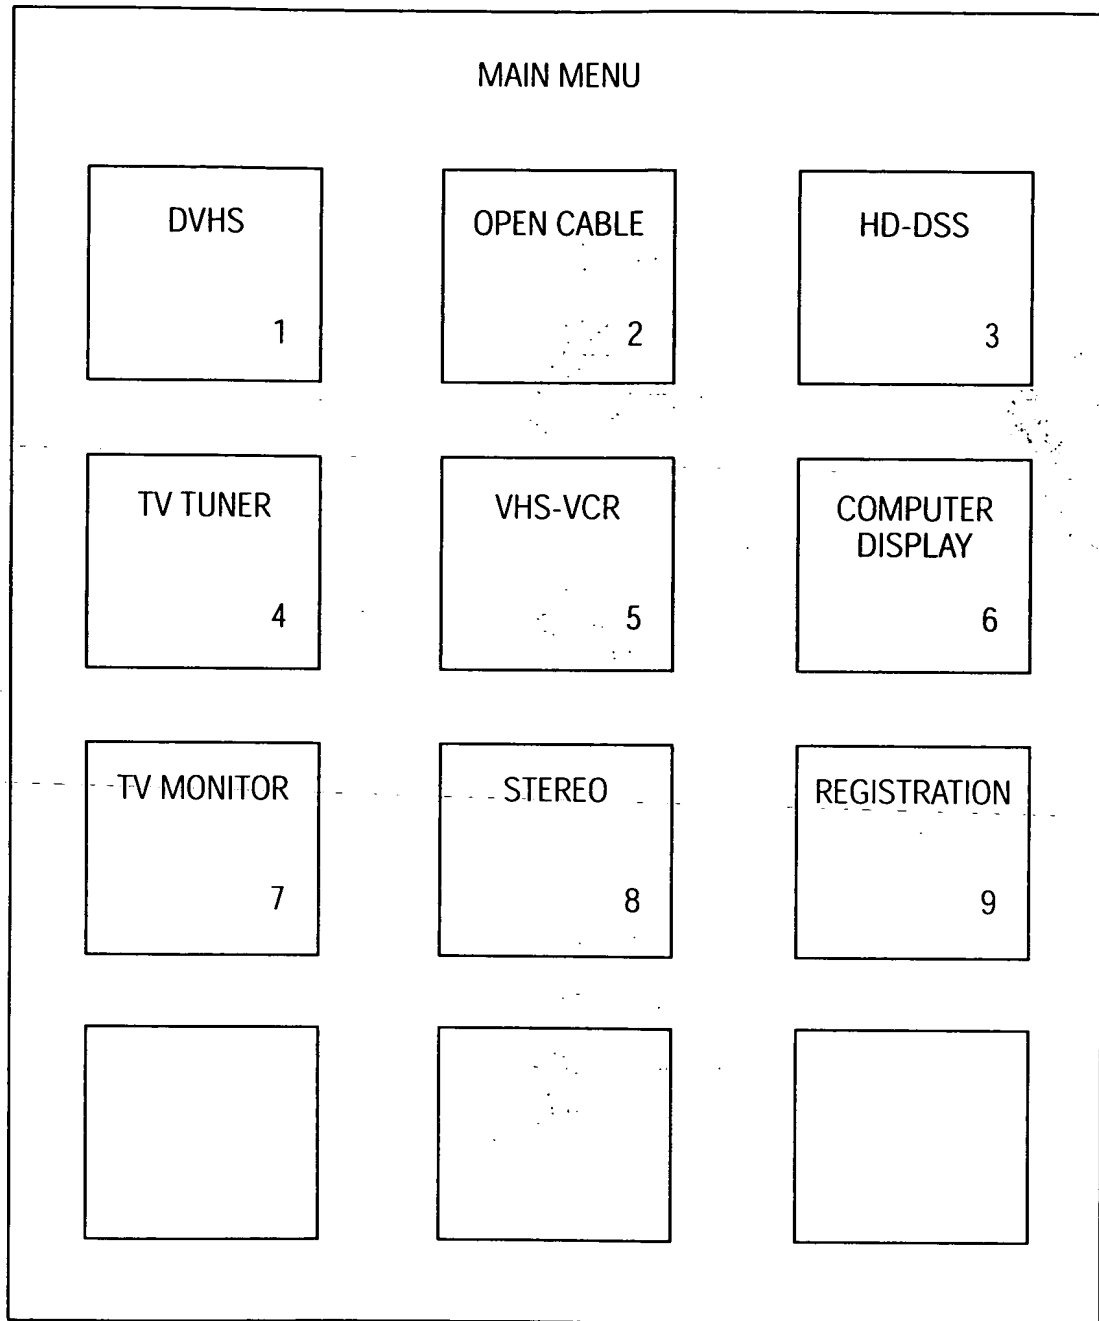 MAIN MENU
DVHS
1
OPEN CABLE
2
HD-DSS
3
TV TUNER
4
VHS-VCR
5
COMPUTER
DISPLAY
6
TV MONITOR
7
STEREO
8
REGISTRATION
9